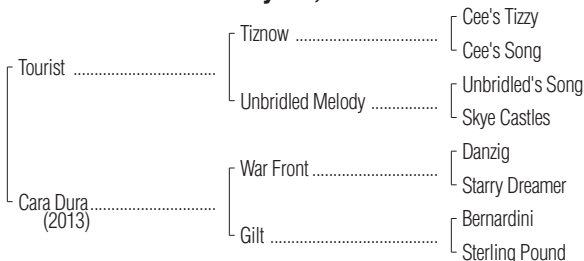 Cee's Tizzy
Tiznow ..................................
Cee's Song
Tourist .................................
Unbridled's Song
Unbridled Melody ................
Skye Castles
Danzig
War Front ..............................
Starry Dreamer
Cara Dura..............................
(2013)
Bernardini
Gilt ........................................
Sterling Pound